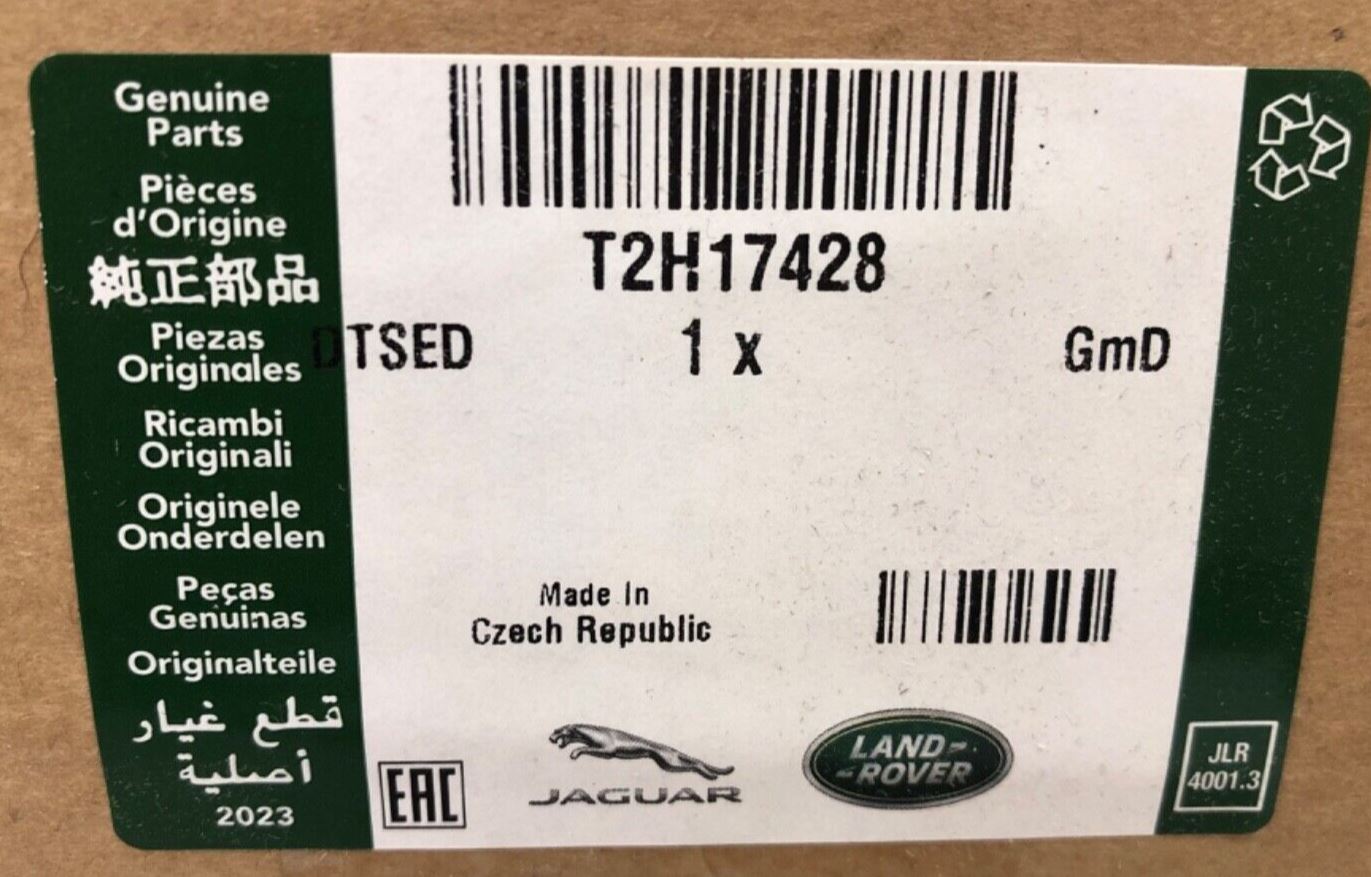 Genuine
Parts
Pièces
d'Origine
純正部品
Piezas
Originales
Ricambi
Originali
Originele
Onderdelen
Peças
Genuinas
Originalteile
قطع غيار
أصلية
2023
T2H17428
DTSED 1 x GmD
Made In
Czech Republic
EAC
JAGUAR
LAND-
-ROVER
JLR
4001.3